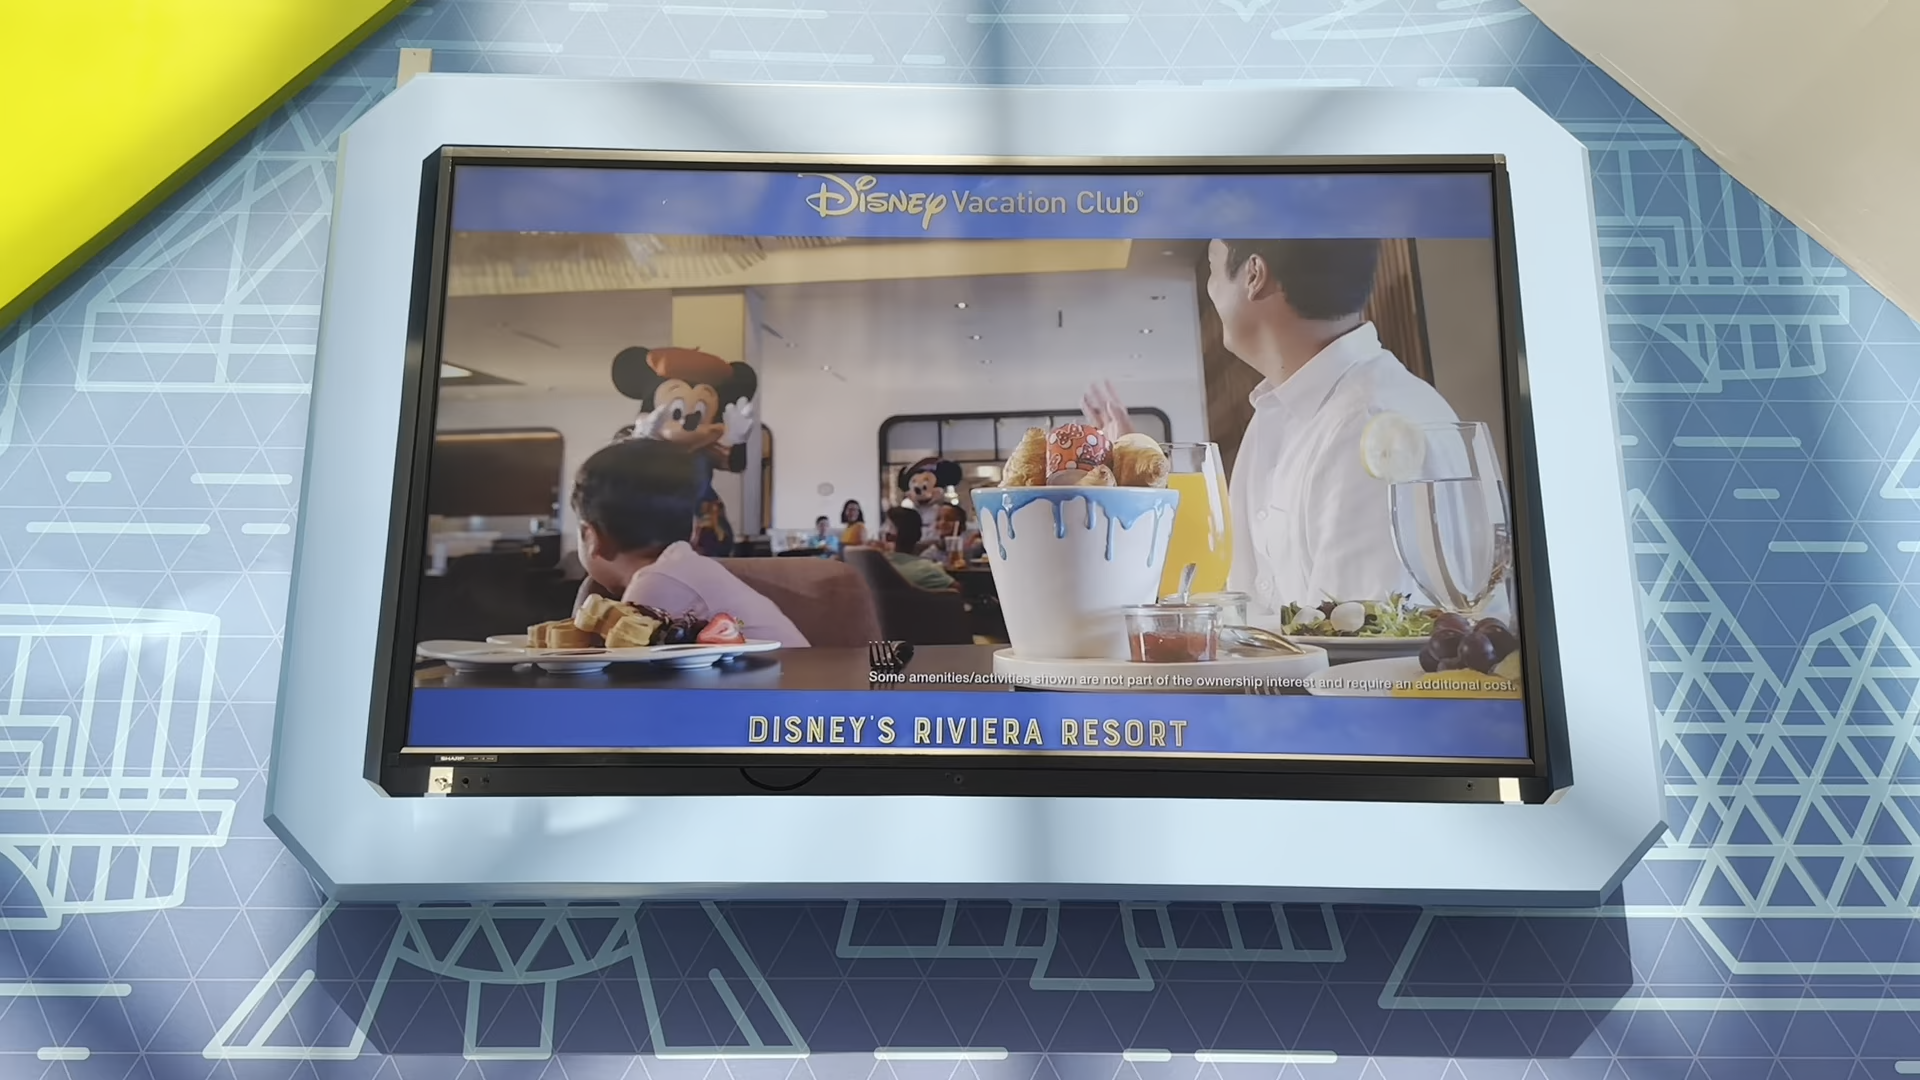 Disney Vacation Club®
Some amenities/activities shown are not part of the ownership interest and require an additional cost.
DISNEY'S RIVIERA RESORT
SHARP